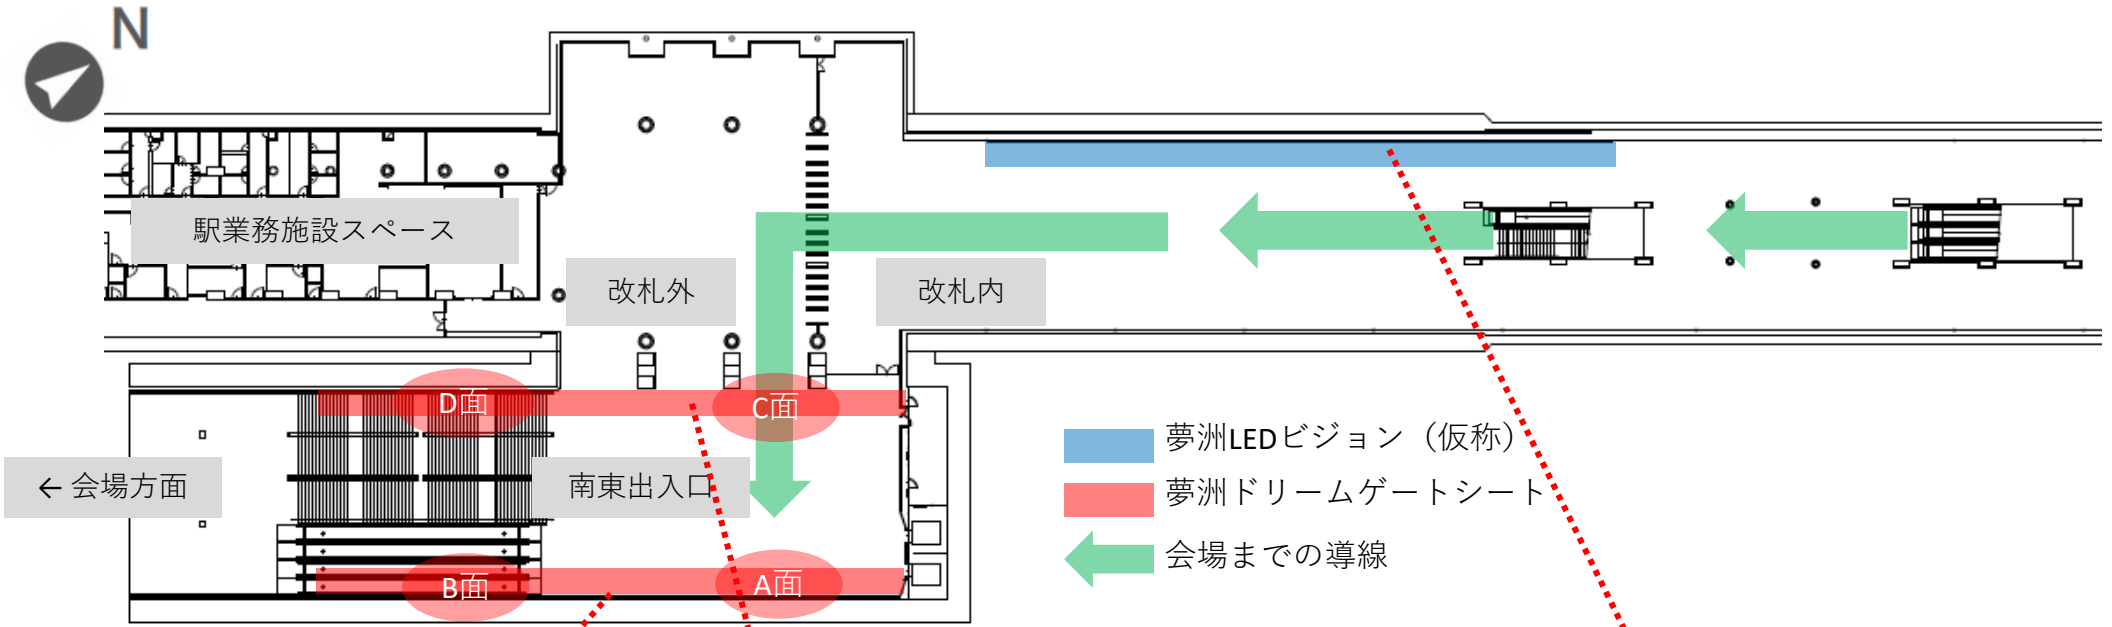 N
駅業務施設スペース
改札外
改札内
D面
C面
← 会場方面
南東出入口
B面
A面
夢洲LEDビジョン（仮称）
夢洲ドリームゲートシート
会場までの導線